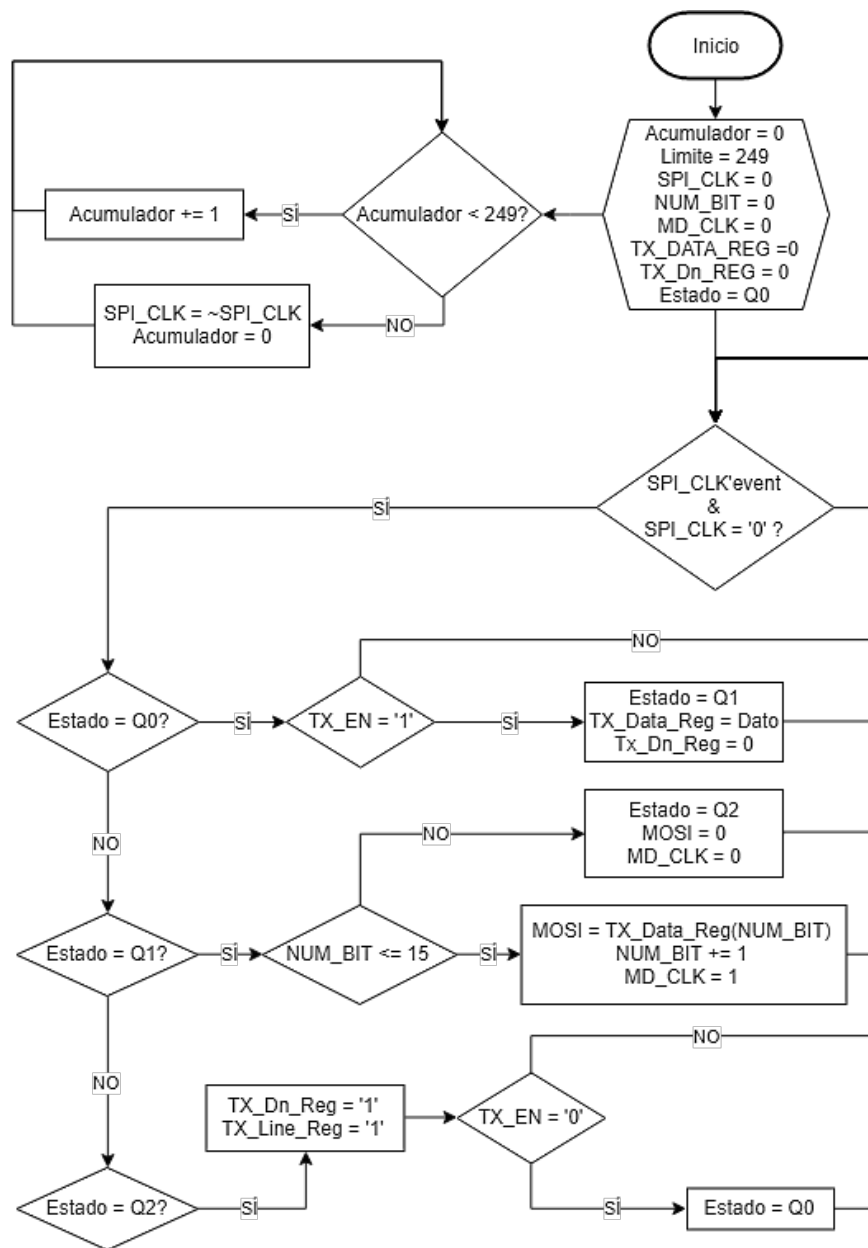 Inicio
Acumulador = 0
Limite = 249
SPI_CLK = 0
NUM_BIT = 0
MD_CLK = 0
TX_DATA_REG =0
TX_Dn_REG = 0
Estado = Q0
Acumulador < 249?
SÍ
Acumulador += 1
NO
SPI_CLK = ~SPI_CLK
Acumulador = 0
SPI_CLK'event
&
SPI_CLK = '0' ?
SÍ
Estado = Q0?
SÍ
TX_EN = '1'
NO
SÍ
Estado = Q1
TX_Data_Reg = Dato
Tx_Dn_Reg = 0
NO
Estado = Q1?
SÍ
NUM_BIT <= 15
NO
Estado = Q2
MOSI = 0
MD_CLK = 0
SÍ
MOSI = TX_Data_Reg(NUM_BIT)
NUM_BIT += 1
MD_CLK = 1
NO
Estado = Q2?
SÍ
TX_Dn_Reg = '1'
TX_Line_Reg = '1'
TX_EN = '0'
NO
SÍ
Estado = Q0